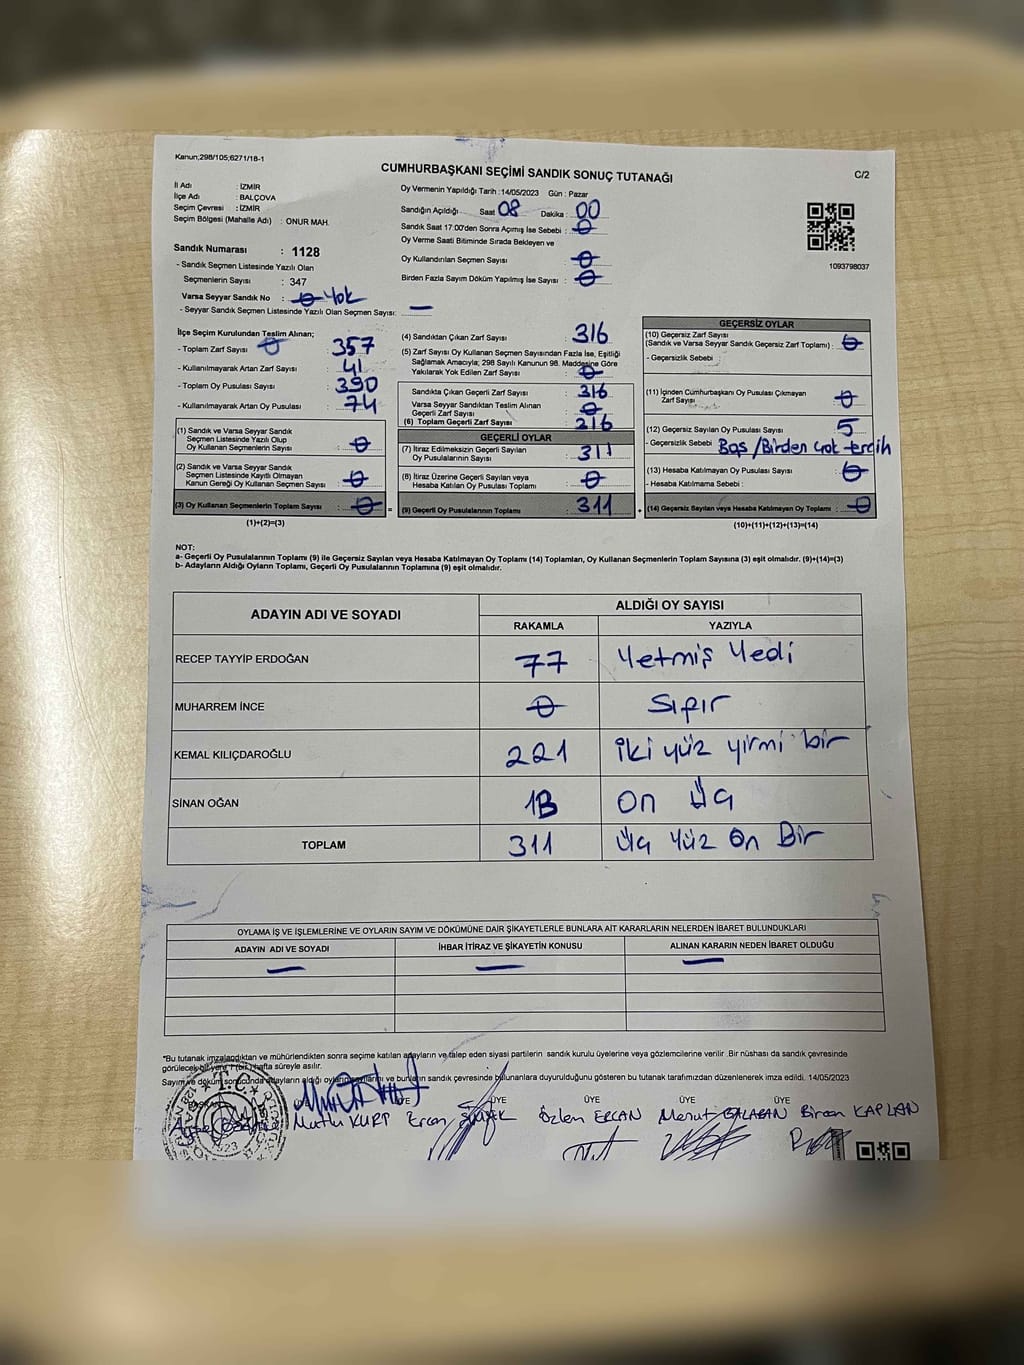 Kanun;298/105;6271/18-1
CUMHURBAŞKANI SEÇİMİ SANDIK SONUÇ TUTANAĞI
C/2
İl Adı : İZMİR
İlçe Adı : BALÇOVA
Seçim Çevresi : İZMİR
Seçim Bölgesi (Mahalle Adı) : ONUR MAH.
Sandık Numarası : 1128
- Sandık Seçmen Listesinde Yazılı Olan
Seçmenlerin Sayısı : 347
Varsa Seyyar Sandık No : 0 Yok
- Seyyar Sandık Seçmen Listesinde Yazılı Olan Seçmen Sayısı: —
Oy Vermenin Yapıldığı Tarih : 14/05/2023 Gün : Pazar
Sandığın Açıldığı Saat 08 Dakika : 00
Sandık Saat 17:00'den Sonra Açılmış İse Sebebi : 0
Oy Verme Saati Bitiminde Sırada Bekleyen ve
Oy Kullandırılan Seçmen Sayısı : 0
Birden Fazla Sayım Döküm Yapılmış İse Sayısı : 0
1093798037
İlçe Seçim Kurulundan Teslim Alınan;
- Toplam Zarf Sayısı 0 : 357
- Kullanılmayarak Artan Zarf Sayısı : 41
- Toplam Oy Pusulası Sayısı : 390
- Kullanılmayarak Artan Oy Pusulası : 74
(1) Sandık ve Varsa Seyyar Sandık
Seçmen Listesinde Yazılı Olup
Oy Kullanan Seçmenlerin Sayısı : 0
(2) Sandık ve Varsa Seyyar Sandık
Seçmen Listesinde Kayıtlı Olmayan
Kanun Gereği Oy Kullanan Seçmen Sayısı : 0
(3) Oy Kullanan Seçmenlerin Toplam Sayısı : 0
(1)+(2)=(3)
(4) Sandıktan Çıkan Zarf Sayısı : 316
(5) Zarf Sayısı Oy Kullanan Seçmen Sayısından Fazla İse, Eşitliği
Sağlamak Amacıyla; 298 Sayılı Kanunun 98. Maddesine Göre
Yakılarak Yok Edilen Zarf Sayısı : 0
Sandıkta Çıkan Geçerli Zarf Sayısı : 316
Varsa Seyyar Sandıktan Teslim Alınan
Geçerli Zarf Sayısı : 0
(6) Toplam Geçerli Zarf Sayısı : 216
GEÇERLİ OYLAR
(7) İtiraz Edilmeksizin Geçerli Sayılan
Oy Pusulalarının Sayısı : 311
(8) İtiraz Üzerine Geçerli Sayılan veya
Hesaba Katılan Oy Pusulası Toplamı : 0
(9) Geçerli Oy Pusulalarının Toplamı : 311
GEÇERSİZ OYLAR
(10) Geçersiz Zarf Sayısı
(Sandık ve Varsa Seyyar Sandık Geçersiz Zarf Toplamı) : 0
- Geçersizlik Sebebi :
(11) İçinden Cumhurbaşkanı Oy Pusulası Çıkmayan
Zarf Sayısı : 0
(12) Geçersiz Sayılan Oy Pusulası Sayısı : 5
- Geçersizlik Sebebi : Boş /Birden çok tercih
(13) Hesaba Katılmayan Oy Pusulası Sayısı : 0
- Hesaba Katılmama Sebebi :
(14) Geçersiz Sayılan veya Hesaba Katılmayan Oy Toplamı : 0
(10)+(11)+(12)+(13)=(14)
NOT:
a- Geçerli Oy Pusulalarının Toplamı (9) ile Geçersiz Sayılan veya Hesaba Katılmayan Oy Toplamı (14) Toplamları, Oy Kullanan Seçmenlerin Toplam Sayısına (3) eşit olmalıdır. (9)+(14)=(3)
b- Adayların Aldığı Oyların Toplamı, Geçerli Oy Pusulalarının Toplamına (9) eşit olmalıdır.
ADAYIN ADI VE SOYADI
ALDIĞI OY SAYISI
RAKAMLA YAZIYLA
RECEP TAYYİP ERDOĞAN 77 Yetmiş Yedi
MUHARREM İNCE 0 Sıfır
KEMAL KILIÇDAROĞLU 221 iki yüz yirmi bir
SİNAN OĞAN 13 On Üç
TOPLAM 311 Üç Yüz On Bir
OYLAMA İŞ VE İŞLEMLERİNE VE OYLARIN SAYIM VE DÖKÜMÜNE DAİR ŞİKAYETLERLE BUNLARA AİT KARARLARIN NELERDEN İBARET BULUNDUKLARI
ADAYIN ADI VE SOYADI İHBAR İTİRAZ VE ŞİKAYETİN KONUSU ALINAN KARARIN NEDEN İBARET OLDUĞU
— — —
*Bu tutanak imzalandıktan ve mühürlendikten sonra seçime katılan adayların ve talep eden siyasi partilerin sandık kurulu üyelerine veya gözlemcilerine verilir .Bir nüshası da sandık çevresinde
görülecek bir yere 1 (bir) hafta süreyle asılır.
Sayım ve döküm sonucunda adayların aldığı oyların sayısını ve bunların sandık çevresinde bulunanlara duyurulduğunu gösteren bu tutanak tarafımızdan düzenlenerek imza edildi. 14/05/2023
T.C.
ÜYE ÜYE ÜYE ÜYE ÜYE ÜYE
Mutlu KURT Eren Özlem ERCAN Menut BALABAN Biran KAPLAN